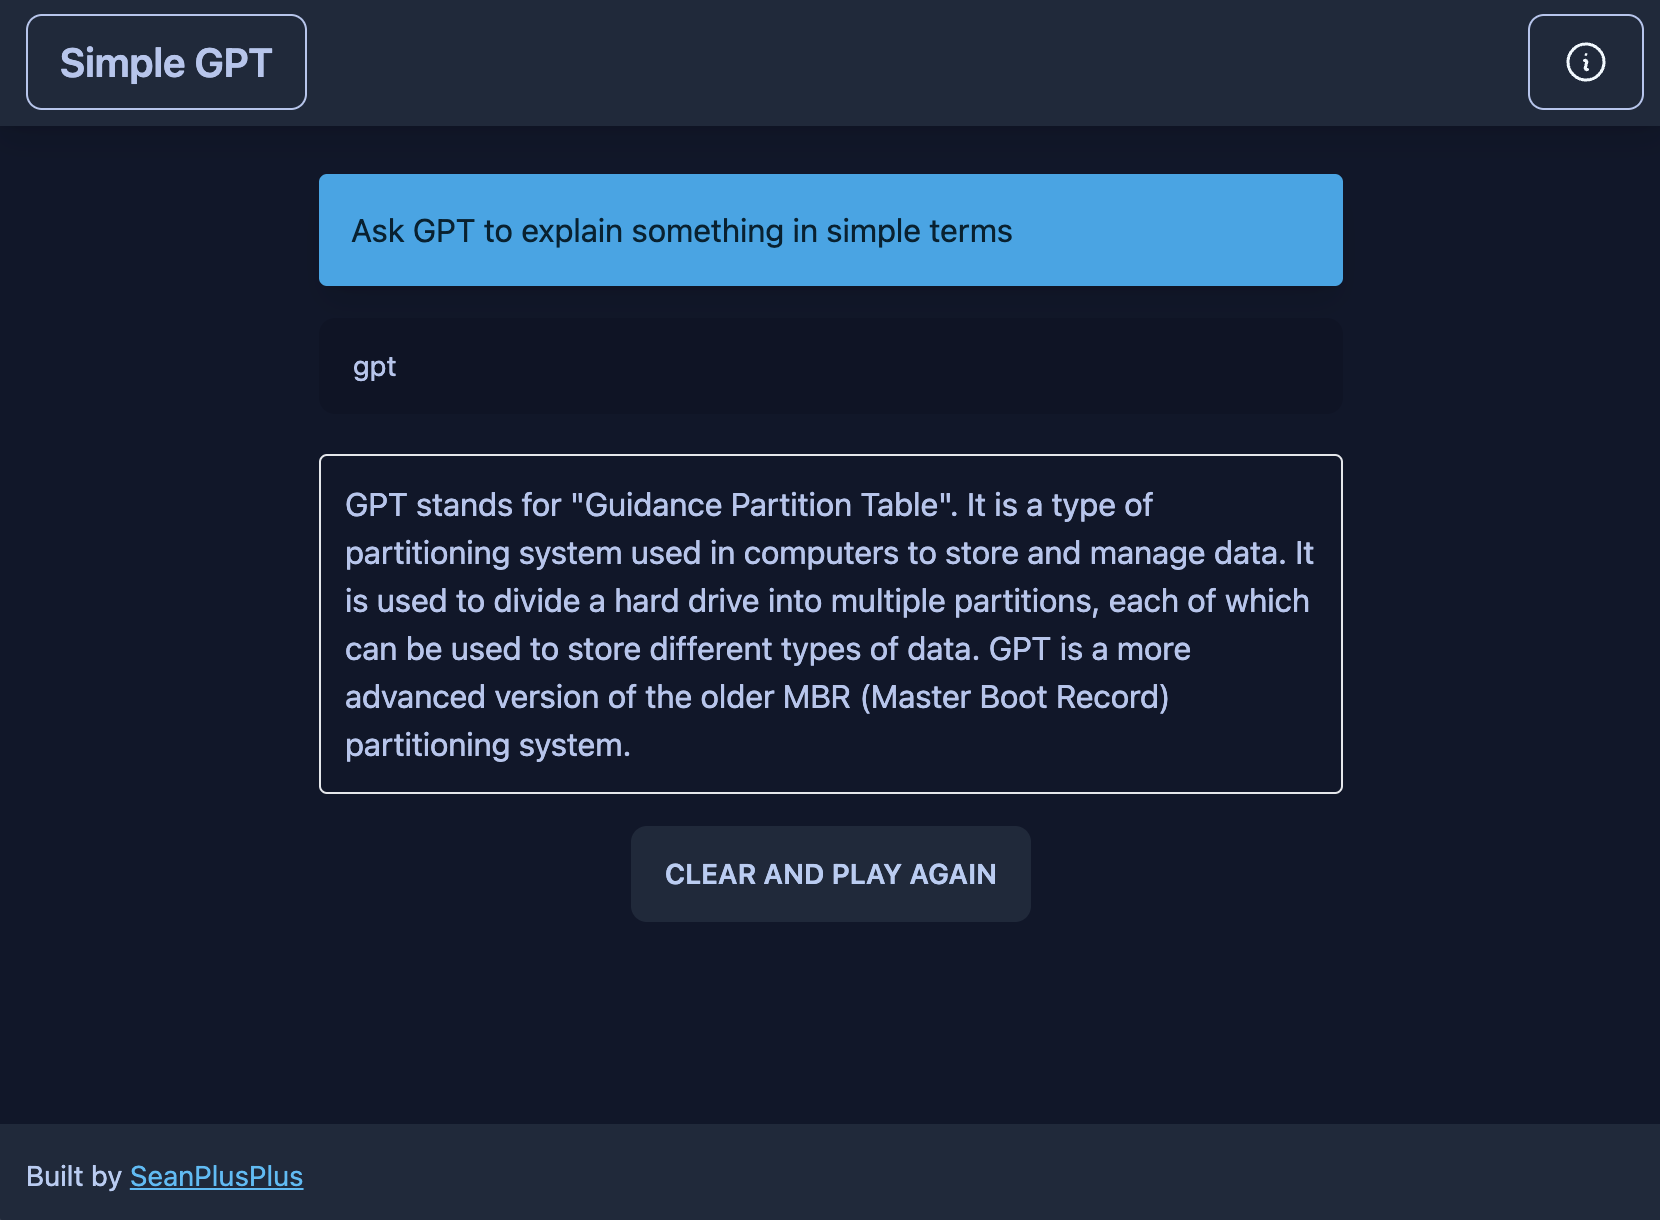 Simple GPT
Ask GPT to explain something in simple terms
gpt
GPT stands for "Guidance Partition Table". It is a type of
partitioning system used in computers to store and manage data. It
is used to divide a hard drive into multiple partitions, each of which
can be used to store different types of data. GPT is a more
advanced version of the older MBR (Master Boot Record)
partitioning system.
CLEAR AND PLAY AGAIN
Built by SeanPlusPlus